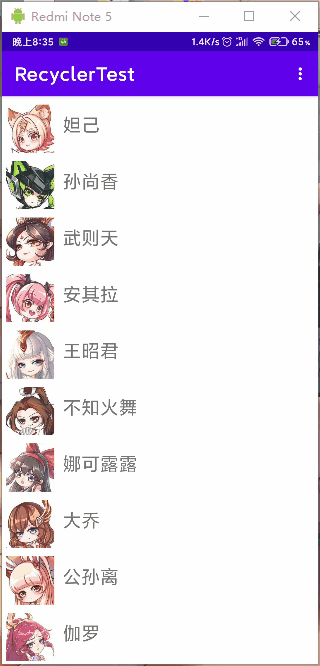 Redmi Note 5
晚上8:35
1.4K/s 65%
RecyclerTest
妲己
孙尚香
武则天
安其拉
王昭君
不知火舞
娜可露露
大乔
公孙离
伽罗